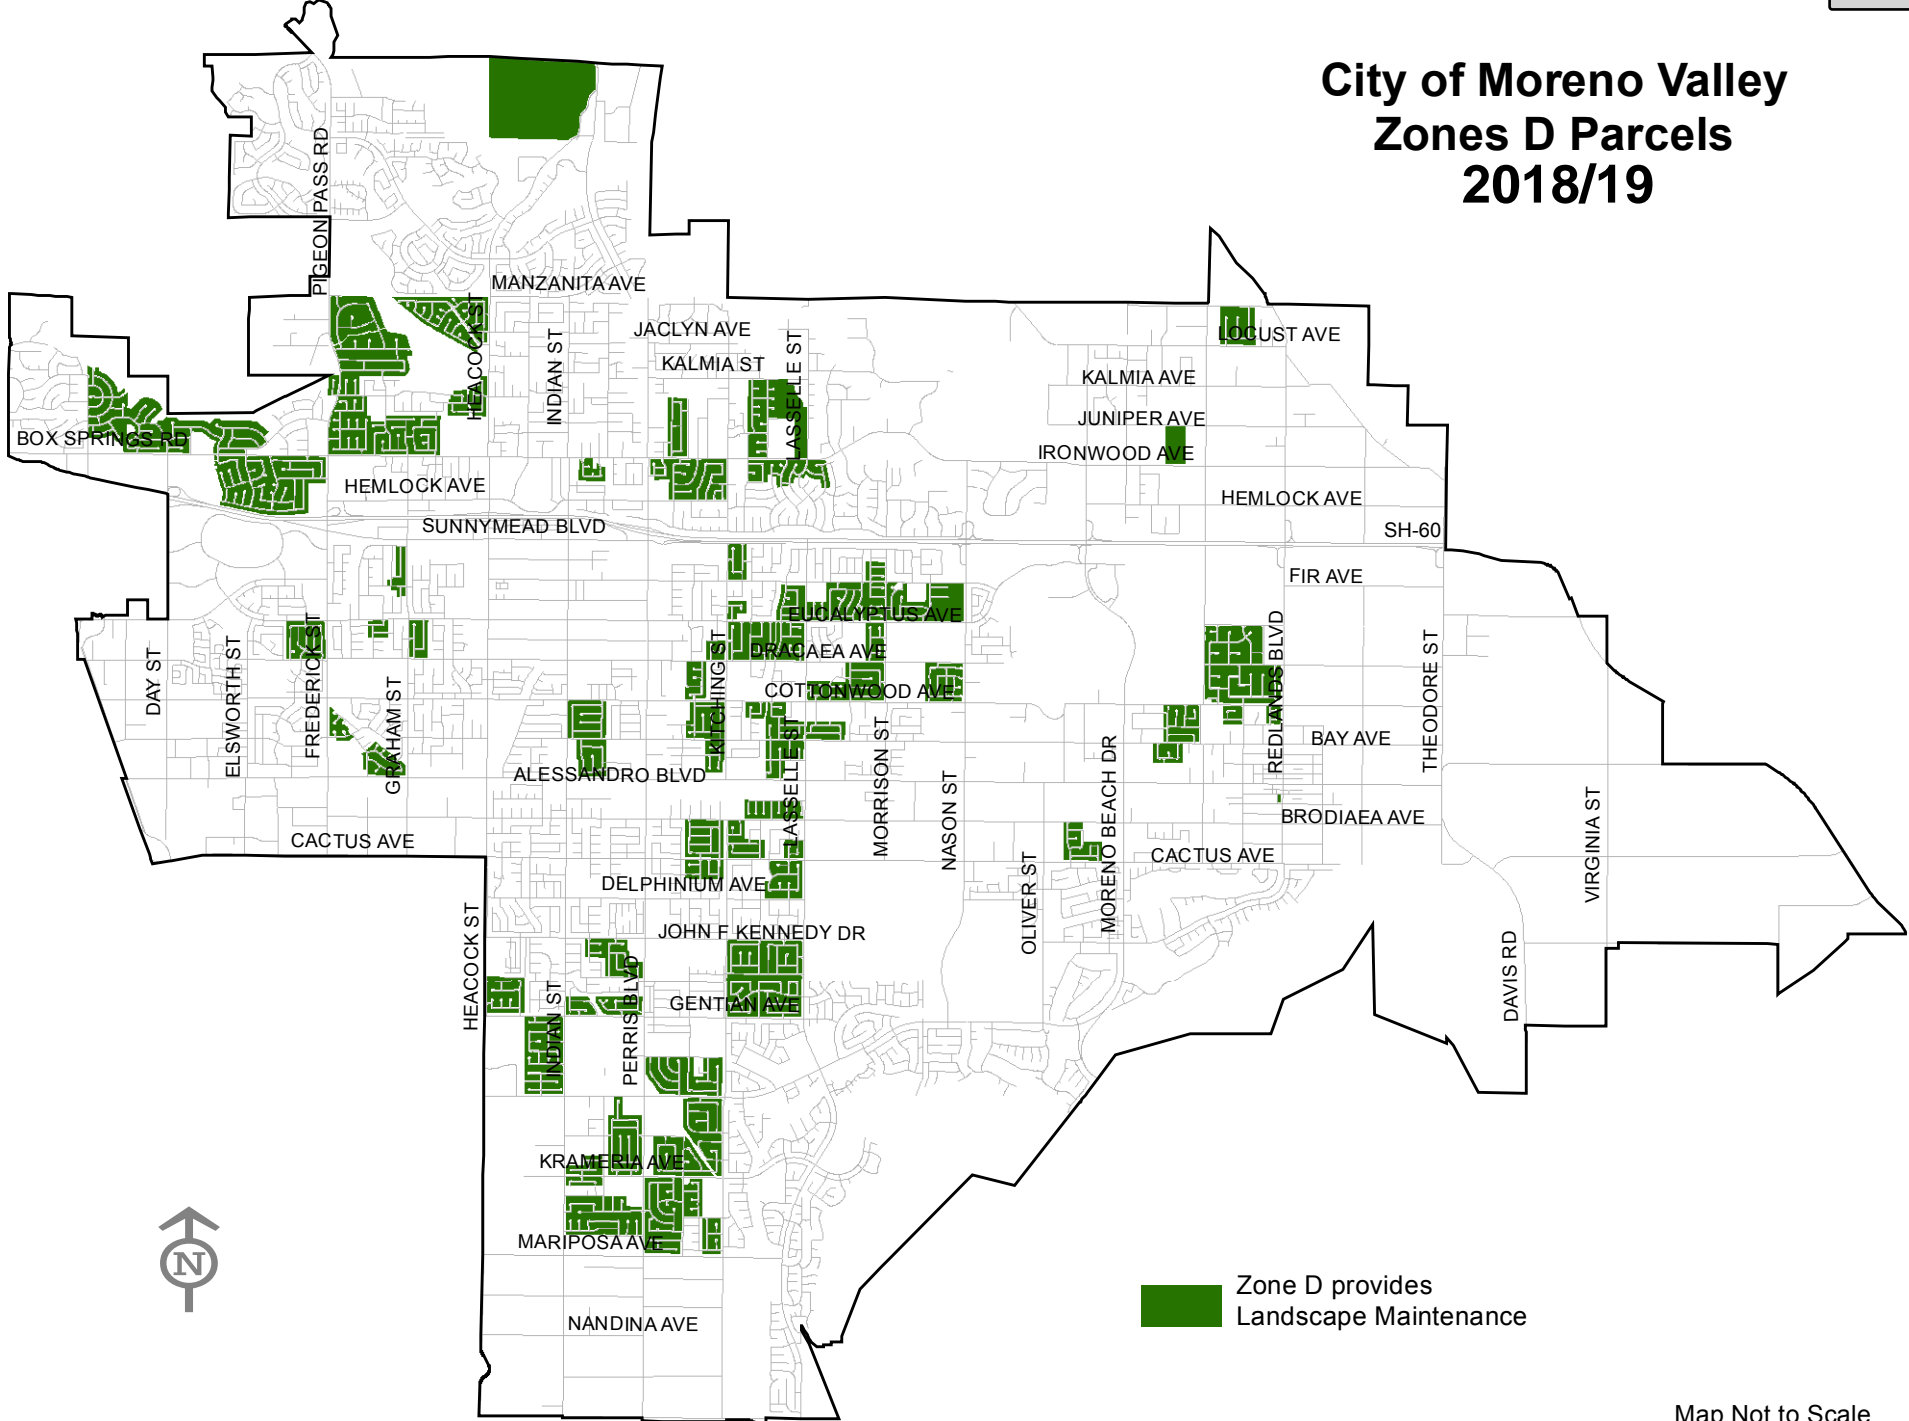 City of Moreno Valley
Zones D Parcels
2018/19
PIGEON PASS RD
MANZANITA AVE
HEACOCK ST
INDIAN ST
JACLYN AVE
KALMIA ST
LASSELLE ST
LOCUST AVE
KALMIA AVE
JUNIPER AVE
IRONWOOD AVE
BOX SPRINGS RD
HEMLOCK AVE
HEMLOCK AVE
SUNNYMEAD BLVD
SH-60
FIR AVE
EUCALYPTUS AVE
DRACAEA AVE
COTTONWOOD AVE
DAY ST
ELSWORTH ST
FREDERICK ST
GRAHAM ST
KITCHING ST
LASSELLE ST
MORRISON ST
NASON ST
MORENO BEACH DR
REDLANDS BLVD
THEODORE ST
BAY AVE
ALESSANDRO BLVD
BRODIAEA AVE
VIRGINIA ST
CACTUS AVE
CACTUS AVE
DELPHINIUM AVE
OLIVER ST
JOHN F KENNEDY DR
HEACOCK ST
INDIAN ST
PERRIS BLVD
GENTIAN AVE
DAVIS RD
KRAMERIA AVE
MARIPOSA AVE
NANDINA AVE
N
Zone D provides
Landscape Maintenance
Map Not to Scale